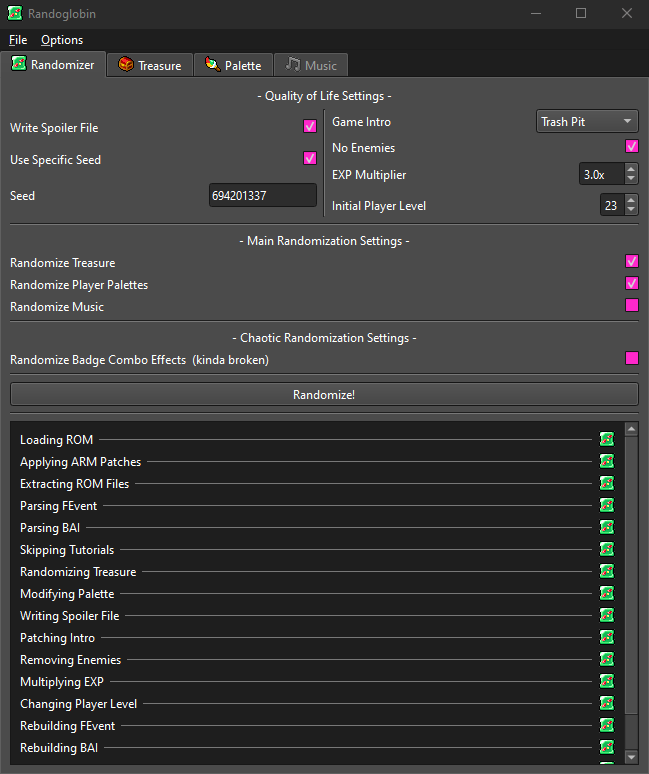 Randoglobin
File Options
Randomizer Treasure Palette Music
- Quality of Life Settings -
Write Spoiler File
Use Specific Seed
Seed 694201337
Game Intro Trash Pit
No Enemies
EXP Multiplier 3.0x
Initial Player Level 23
- Main Randomization Settings -
Randomize Treasure
Randomize Player Palettes
Randomize Music
- Chaotic Randomization Settings -
Randomize Badge Combo Effects (kinda broken)
Randomize!
Loading ROM
Applying ARM Patches
Extracting ROM Files
Parsing FEvent
Parsing BAI
Skipping Tutorials
Randomizing Treasure
Modifying Palette
Writing Spoiler File
Patching Intro
Removing Enemies
Multiplying EXP
Changing Player Level
Rebuilding FEvent
Rebuilding BAI